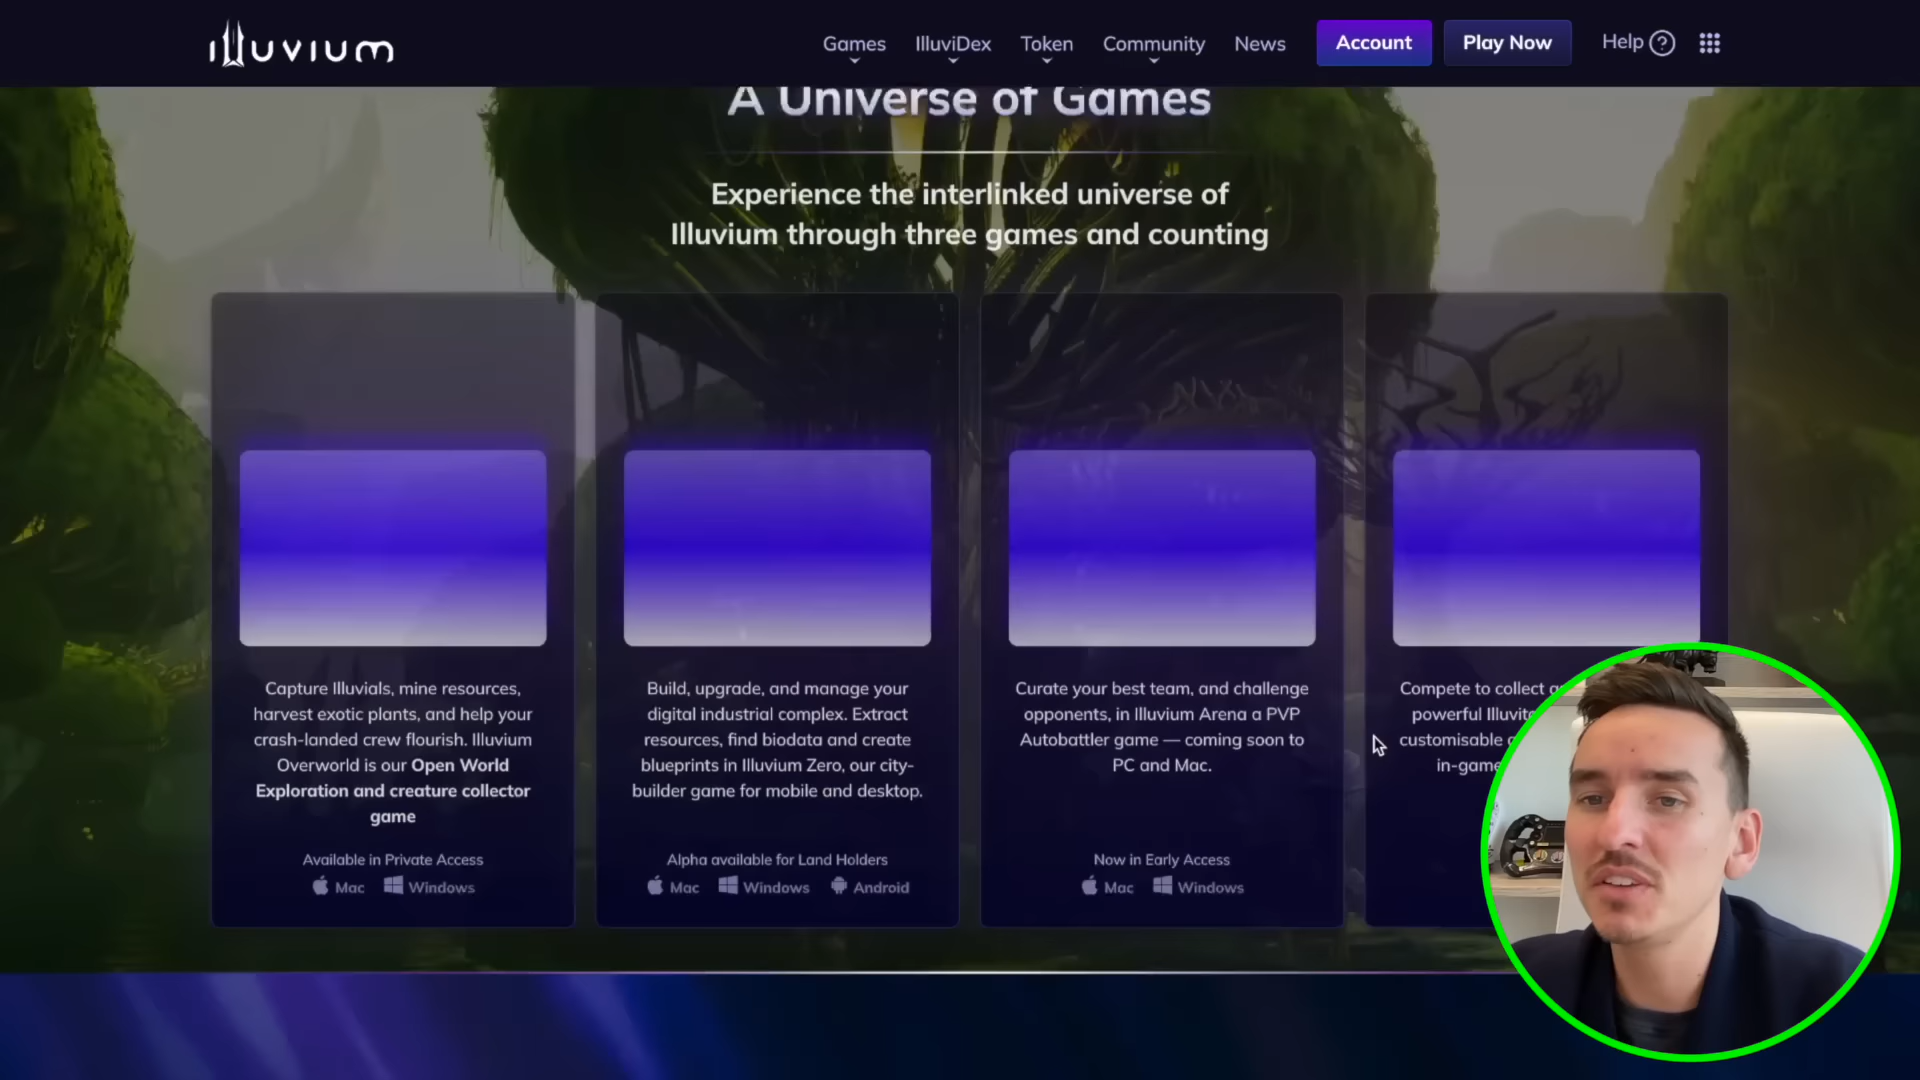 illuvium
Games
IlluviDex
Token
Community
News
Account
Play Now
Help ?
A Universe of Games
Experience the interlinked universe of
Illuvium through three games and counting
Capture Illuvials, mine resources,
harvest exotic plants, and help your
crash-landed crew flourish. Illuvium
Overworld is our Open World
Exploration and creature collector
game
Available in Private Access
Mac Windows
Build, upgrade, and manage your
digital industrial complex. Extract
resources, find biodata and create
blueprints in Illuvium Zero, our city-
builder game for mobile and desktop.
Alpha available for Land Holders
Mac Windows Android
Curate your best team, and challenge
opponents, in Illuvium Arena a PVP
Autobattler game — coming soon to
PC and Mac.
Now in Early Access
Mac Windows
Compete to collect
powerful
customisable
in-game